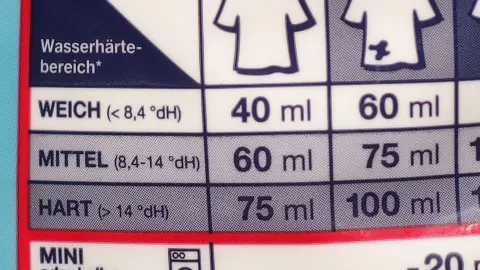 Wasserhärte-
bereich*
WEICH (< 8,4 °dH) 40 ml 60 ml
MITTEL (8,4-14 °dH) 60 ml 75 ml
HART (> 14 °dH) 75 ml 100 ml
MINI
- 20